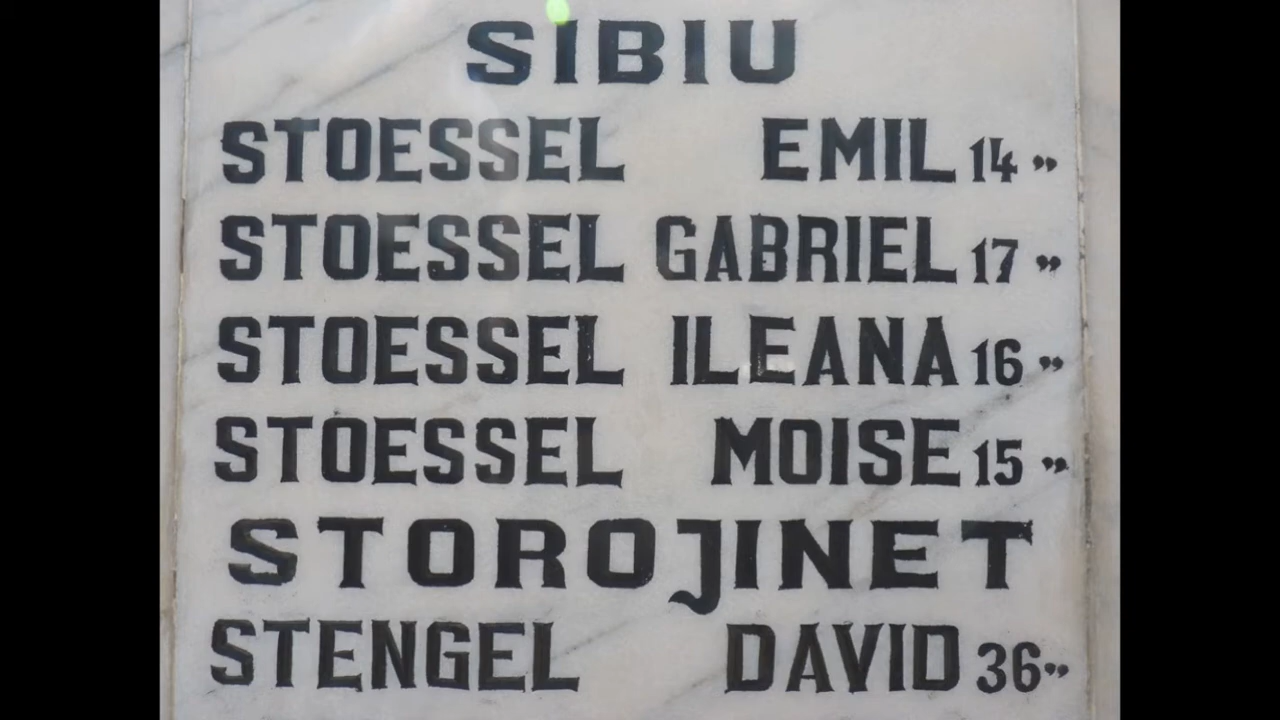 SIBIU
STOESSEL EMIL 14 ”
STOESSEL GABRIEL 17 ”
STOESSEL ILEANA 16 ”
STOESSEL MOISE 15 ”
STOROJINET
STENGEL DAVID 36 ”